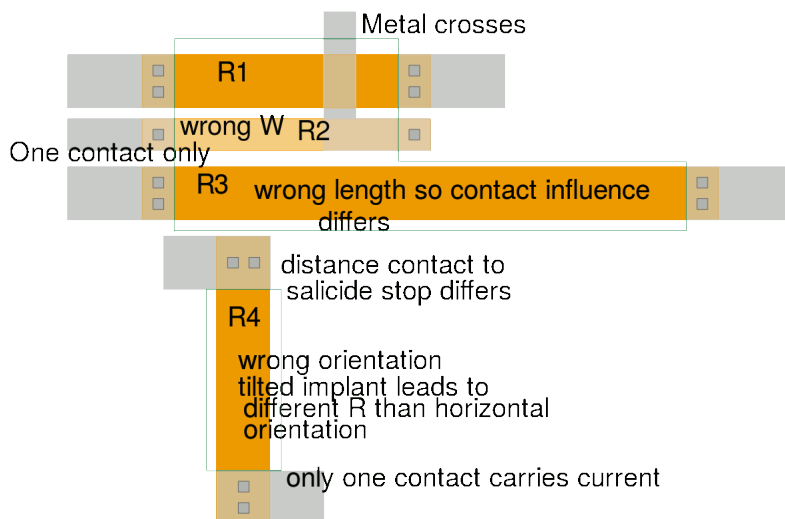 Metal crosses
R1
wrong W R2
One contact only
R3 wrong length so contact influence
differs
distance contact to
salicide stop differs
R4
wrong orientation
tilted implant leads to
different R than horizontal
orientation
only one contact carries current